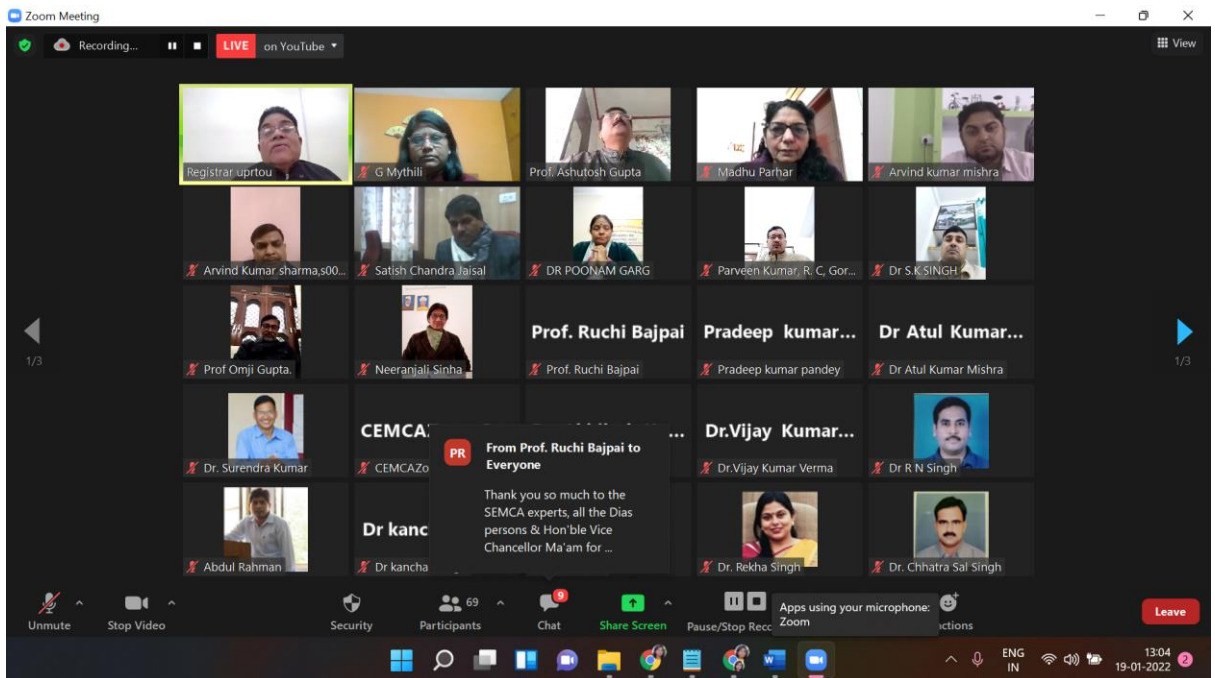 Zoom Meeting
Recording...
LIVE on YouTube
View
Registrar uprtou
G Mythili
Prof. Ashutosh Gupta
Madhu Parhar
Arvind kumar mishra
Arvind Kumar sharma,s00...
Satish Chandra Jaisal
DR POONAM GARG
Parveen Kumar, R. C, Gor...
Dr S.K SINGH
1/3
Prof Omji Gupta.
Neeranjali Sinha
Prof. Ruchi Bajpai
Prof. Ruchi Bajpai
Pradeep kumar...
Pradeep kumar pandey
Dr Atul Kumar...
Dr Atul Kumar Mishra
1/3
Dr. Surendra Kumar
CEMCA
CEMCAZo
Dr.Vijay Kumar...
Dr.Vijay Kumar Verma
Dr R N Singh
PR
From Prof. Ruchi Bajpai to
Everyone
Thank you so much to the
SEMCA experts, all the Dias
persons & Hon'ble Vice
Chancellor Ma'am for ...
Abdul Rahman
Dr kanc
Dr kancha
Dr. Rekha Singh
Dr. Chhatra Sal Singh
Unmute
Stop Video
Security
69
Participants
9
Chat
Share Screen
Pause/Stop Reco
Apps using your microphone:
Zoom
ctions
Leave
ENG
IN
13:04
19-01-2022
2